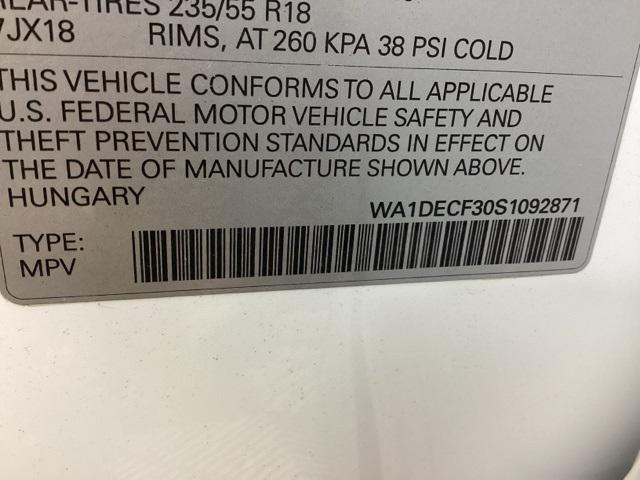 REAR-TIRES 235/55 R18
7JX18 RIMS, AT 260 KPA 38 PSI COLD
THIS VEHICLE CONFORMS TO ALL APPLICABLE
U.S. FEDERAL MOTOR VEHICLE SAFETY AND
THEFT PREVENTION STANDARDS IN EFFECT ON
THE DATE OF MANUFACTURE SHOWN ABOVE.
HUNGARY
WA1DECF30S1092871
TYPE:
MPV